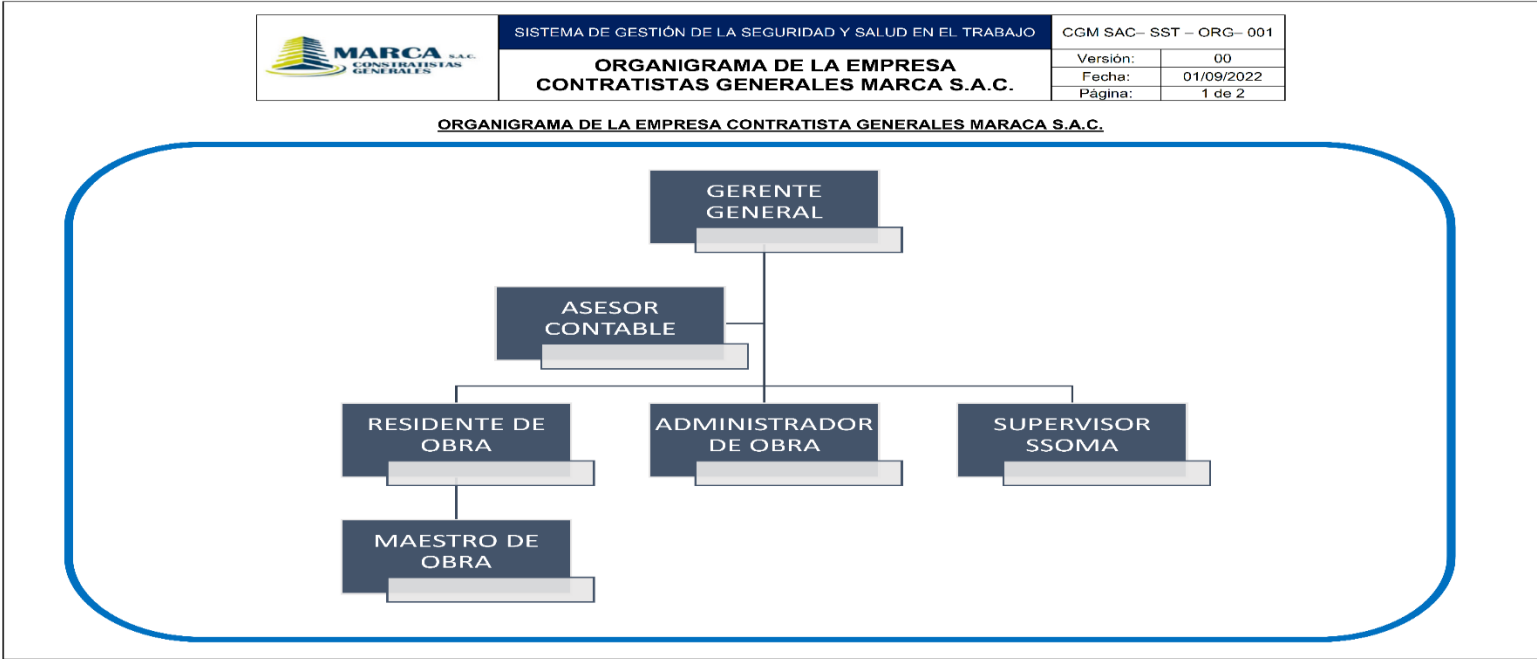 MARCA S.A.C.
CONSTRATISTAS
GENERALES
SISTEMA DE GESTIÓN DE LA SEGURIDAD Y SALUD EN EL TRABAJO
ORGANIGRAMA DE LA EMPRESA
CONTRATISTAS GENERALES MARCA S.A.C.
CGM SAC– SST – ORG– 001
Versión: 00
Fecha: 01/09/2022
Página: 1 de 2
ORGANIGRAMA DE LA EMPRESA CONTRATISTA GENERALES MARACA S.A.C.
GERENTE
GENERAL
ASESOR
CONTABLE
RESIDENTE DE
OBRA
ADMINISTRADOR
DE OBRA
SUPERVISOR
SSOMA
MAESTRO DE
OBRA